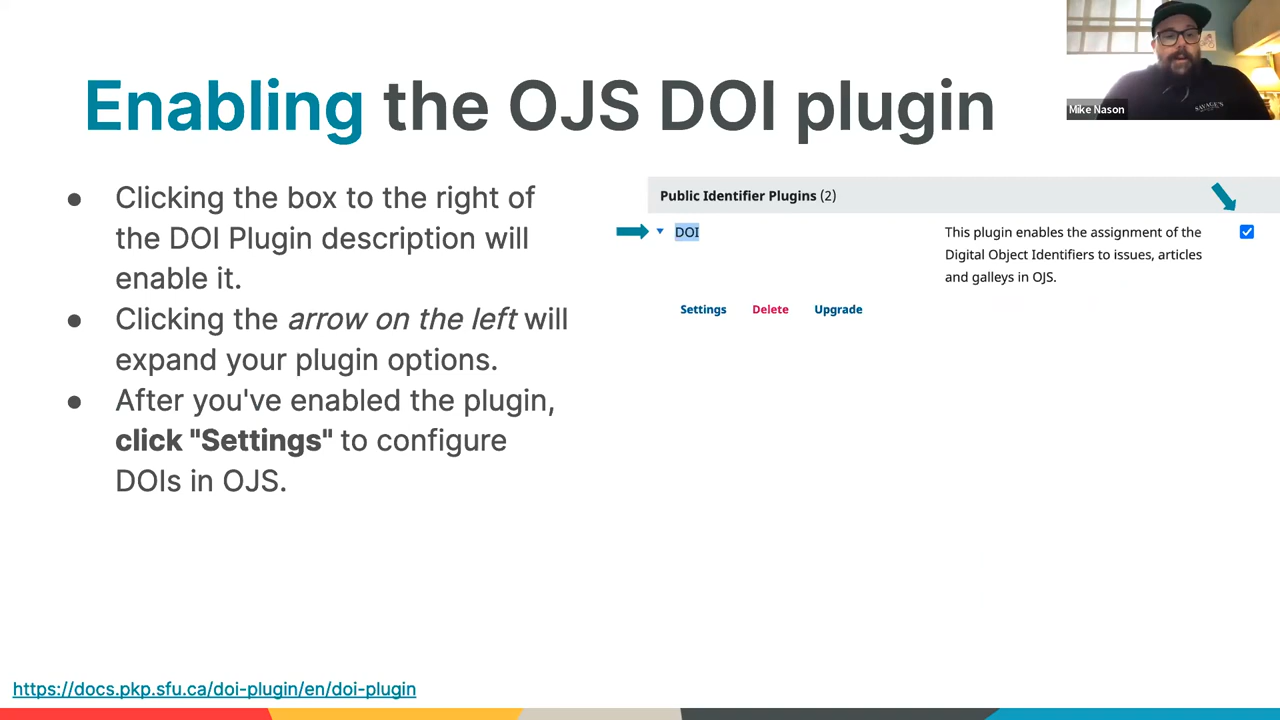 Enabling the OJS DOI plugin
Mike Nason
SAVAGE'S
● Clicking the box to the right of
the DOI Plugin description will
enable it.
● Clicking the arrow on the left will
expand your plugin options.
● After you've enabled the plugin,
click "Settings" to configure
DOIs in OJS.
Public Identifier Plugins (2)
DOI
This plugin enables the assignment of the
Digital Object Identifiers to issues, articles
and galleys in OJS.
Settings Delete Upgrade
https://docs.pkp.sfu.ca/doi-plugin/en/doi-plugin